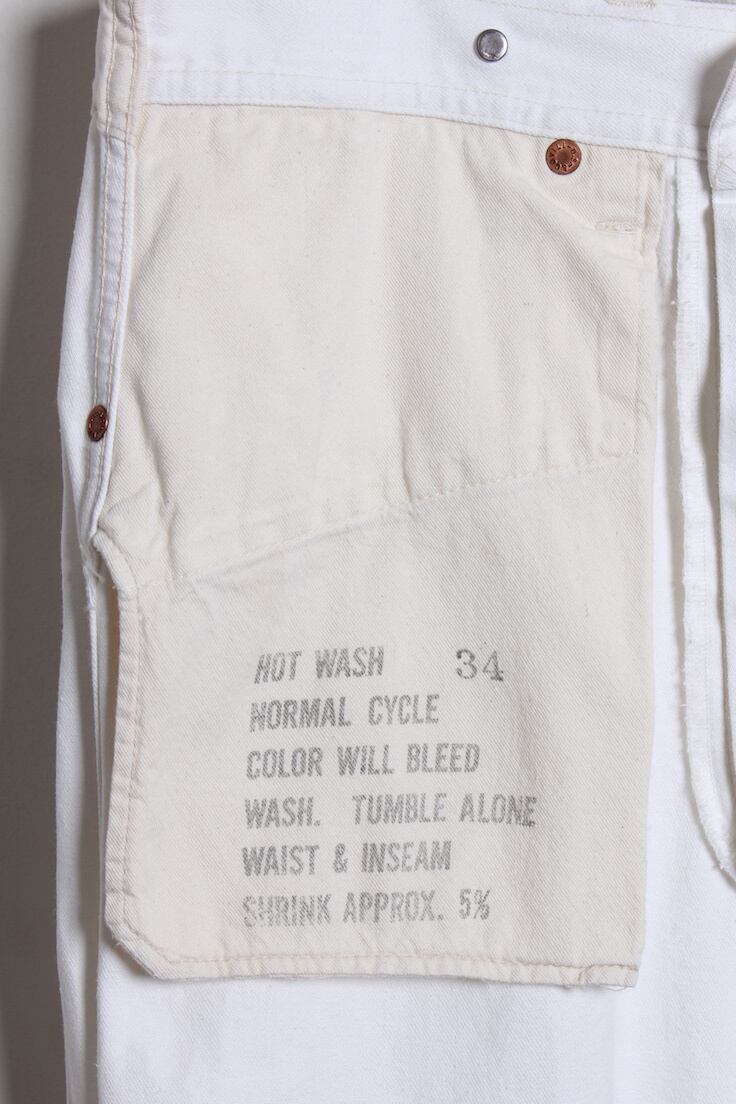 HOT WASH 34
NORMAL CYCLE
COLOR WILL BLEED
WASH. TUMBLE ALONE
WAIST & INSEAM
SHRINK APPROX. 5%